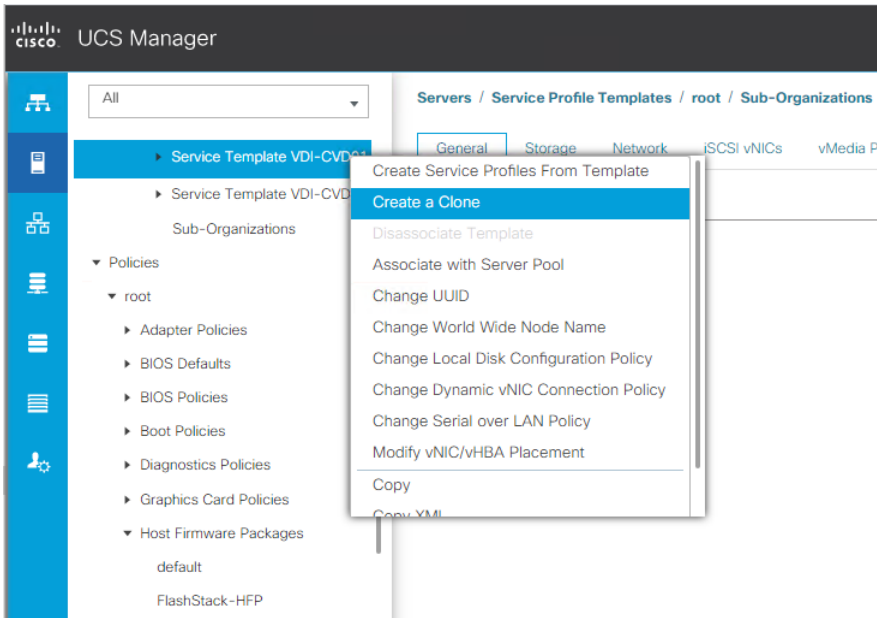 CISCO
UCS Manager
All
Servers / Service Profile Templates / root / Sub-Organizations
General Storage Network iSCSI vNICs vMedia P
Service Template VDI-CVD01
Service Template VDI-CVD
Sub-Organizations
Policies
root
Adapter Policies
BIOS Defaults
BIOS Policies
Boot Policies
Diagnostics Policies
Graphics Card Policies
Host Firmware Packages
default
FlashStack-HFP
Create Service Profiles From Template
Create a Clone
Disassociate Template
Associate with Server Pool
Change UUID
Change World Wide Node Name
Change Local Disk Configuration Policy
Change Dynamic vNIC Connection Policy
Change Serial over LAN Policy
Modify vNIC/vHBA Placement
Copy
Copy XML